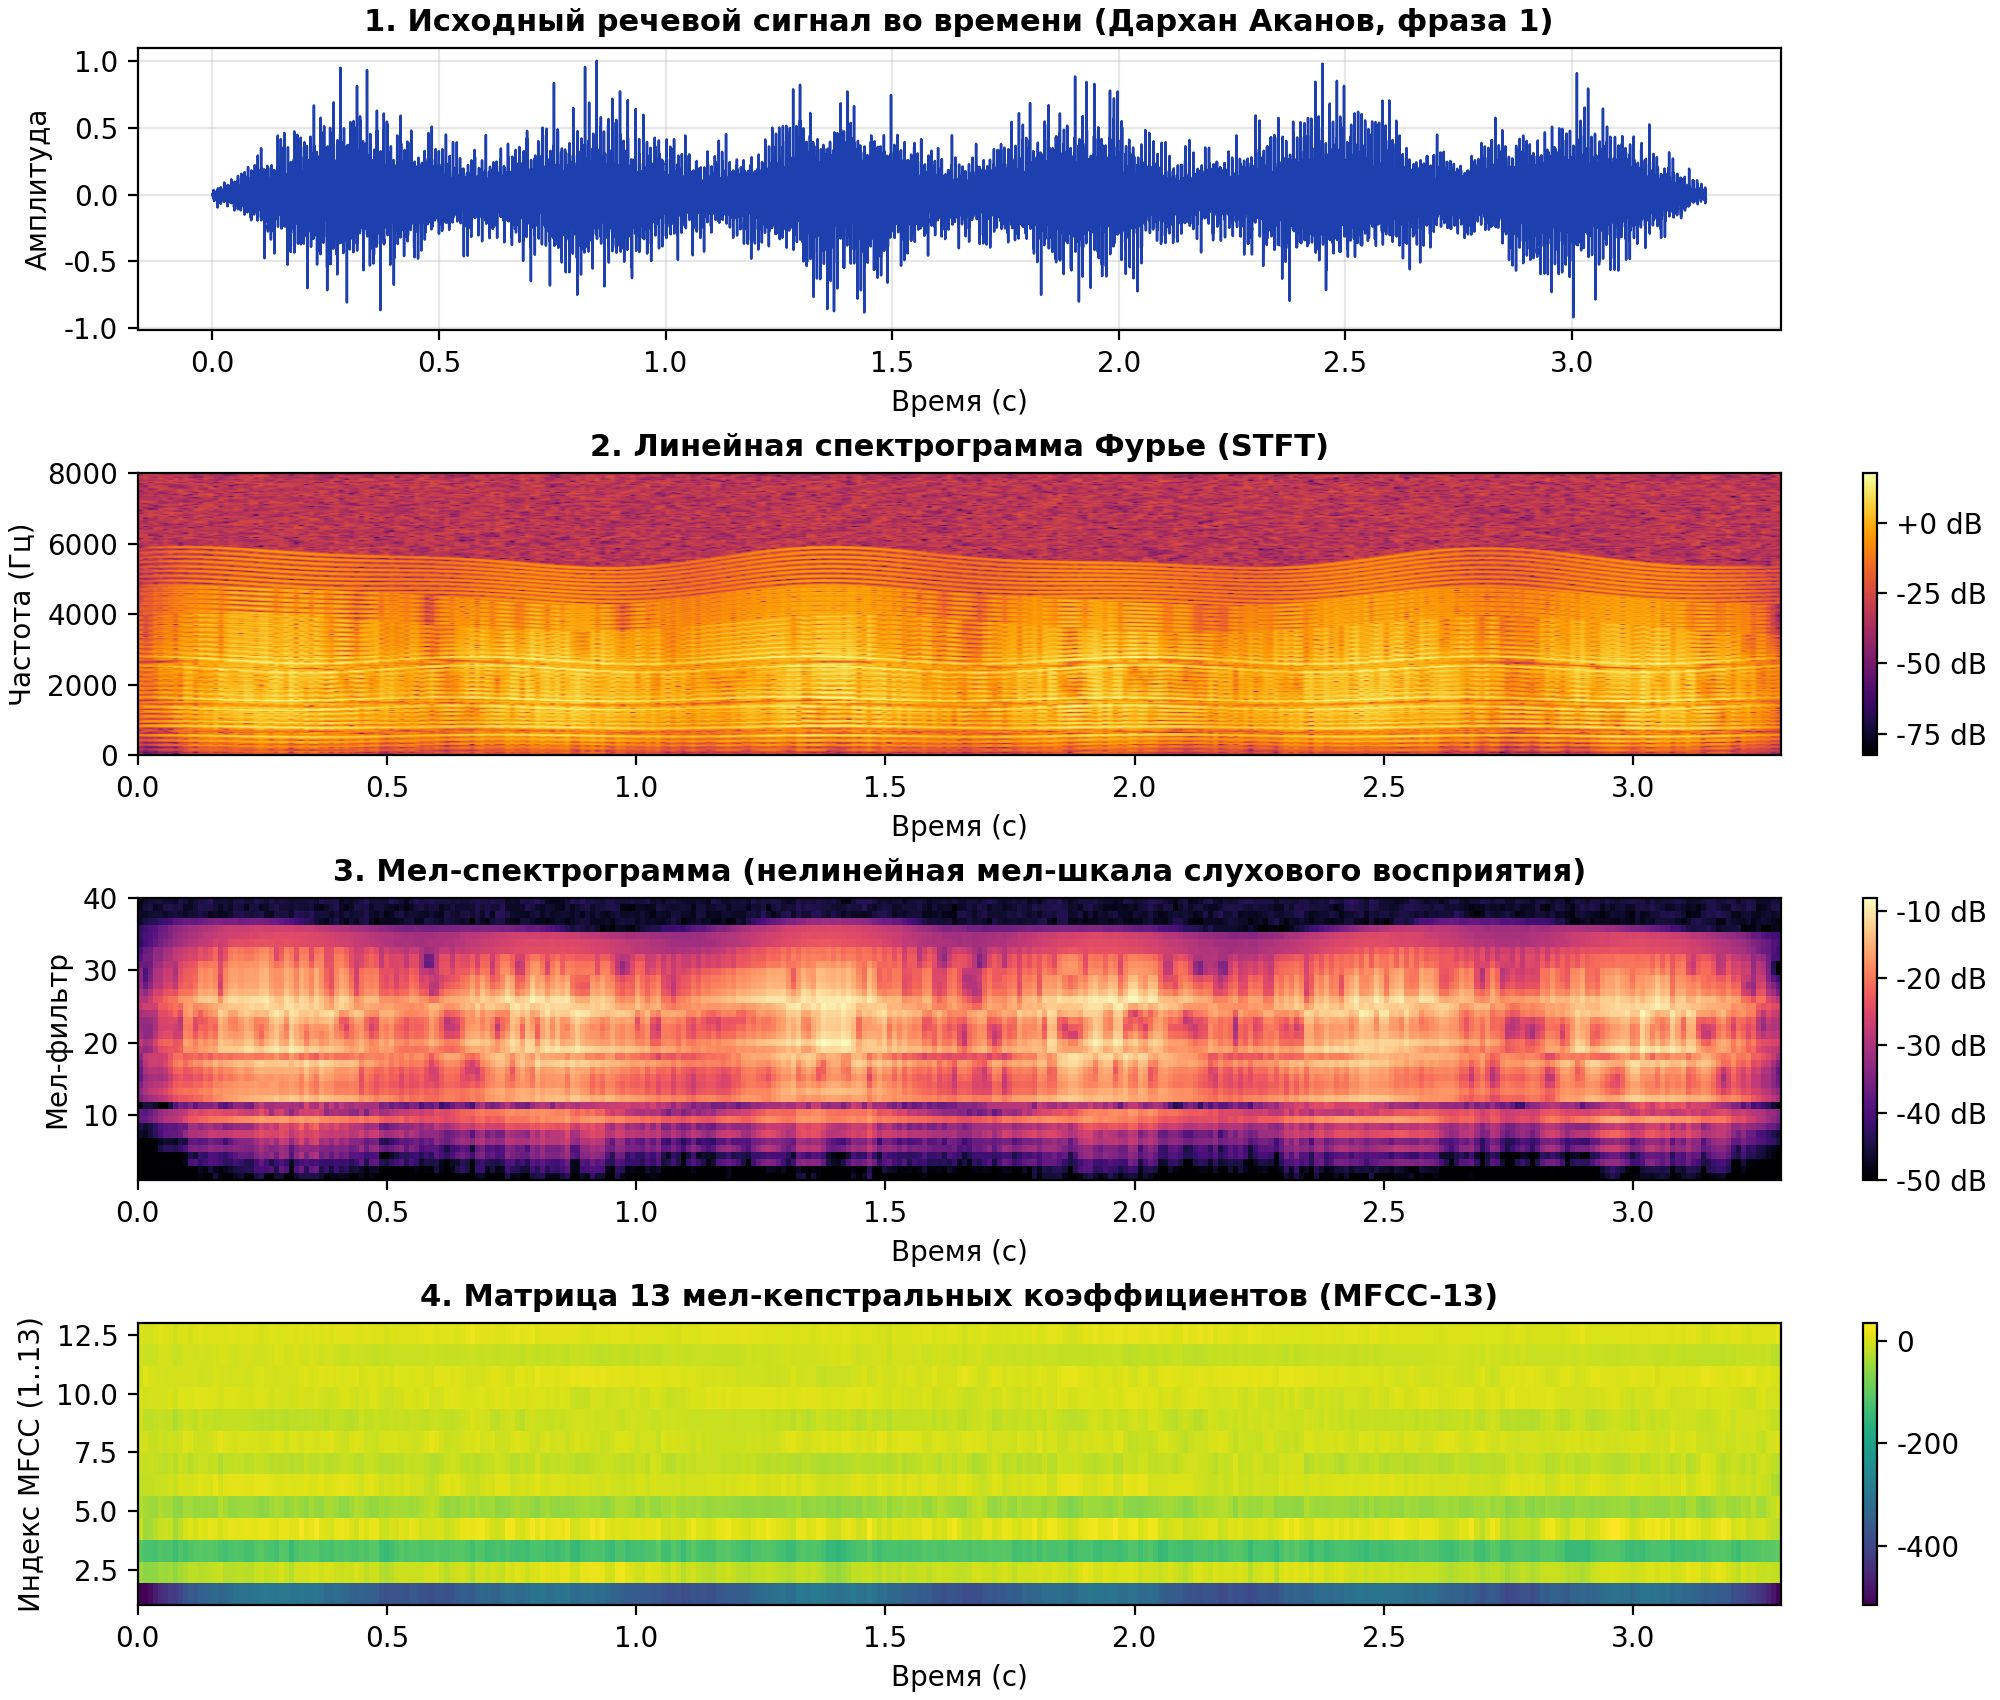 1. Исходный речевой сигнал во времени (Дархан Аканов, фраза 1)
Амплитуда
1.0
0.5
0.0
-0.5
-1.0
0.0 0.5 1.0 1.5 2.0 2.5 3.0
Время (с)
2. Линейная спектрограмма Фурье (STFT)
Частота (Гц)
8000
6000
4000
2000
0
0.0 0.5 1.0 1.5 2.0 2.5 3.0
Время (с)
+0 dB
-25 dB
-50 dB
-75 dB
3. Мел-спектрограмма (нелинейная мел-шкала слухового восприятия)
Мел-фильтр
40
30
20
10
0.0 0.5 1.0 1.5 2.0 2.5 3.0
Время (с)
-10 dB
-20 dB
-30 dB
-40 dB
-50 dB
4. Матрица 13 мел-кепстральных коэффициентов (MFCC-13)
Индекс MFCC (1..13)
12.5
10.0
7.5
5.0
2.5
0.0 0.5 1.0 1.5 2.0 2.5 3.0
Время (с)
0
-200
-400